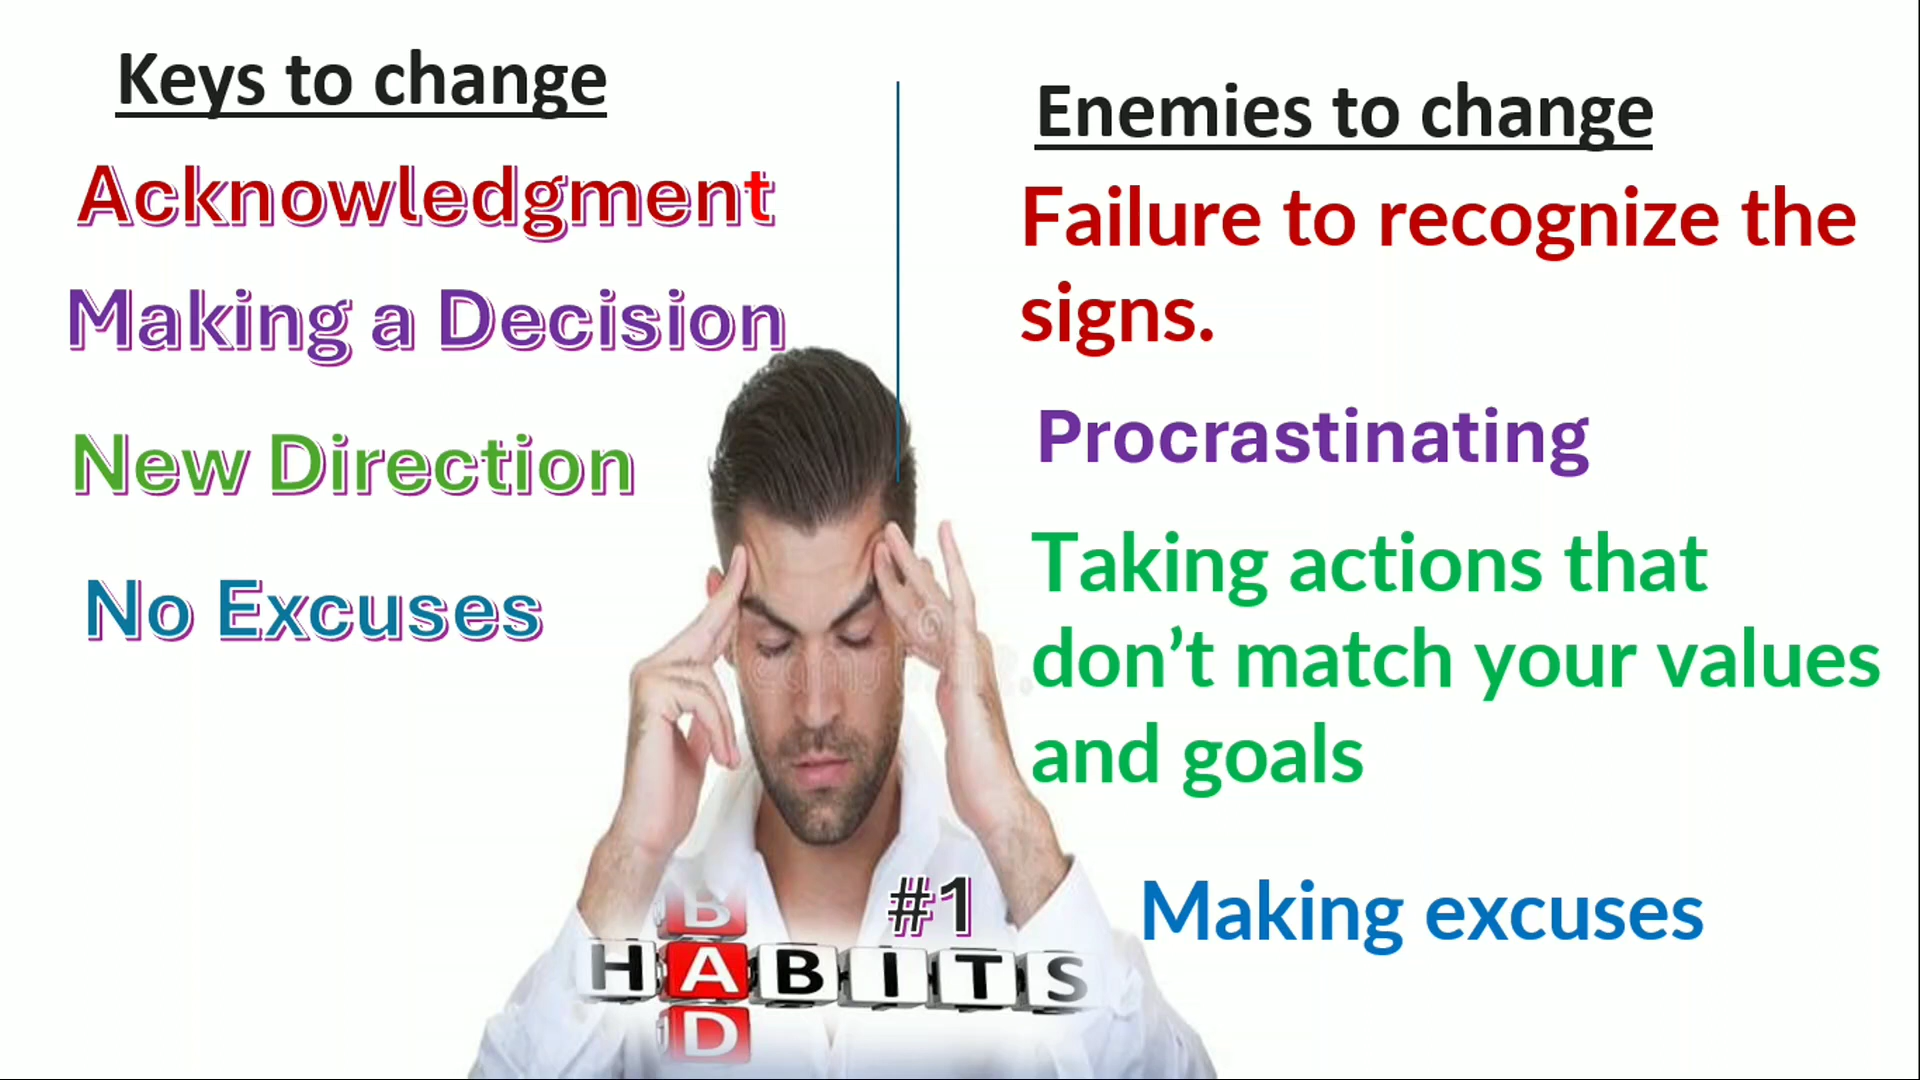 Keys to change
Acknowledgment
Making a Decision
New Direction
No Excuses
Enemies to change
Failure to recognize the
signs.
Procrastinating
Taking actions that
don’t match your values
and goals
Making excuses
#1
B
HABITS
D